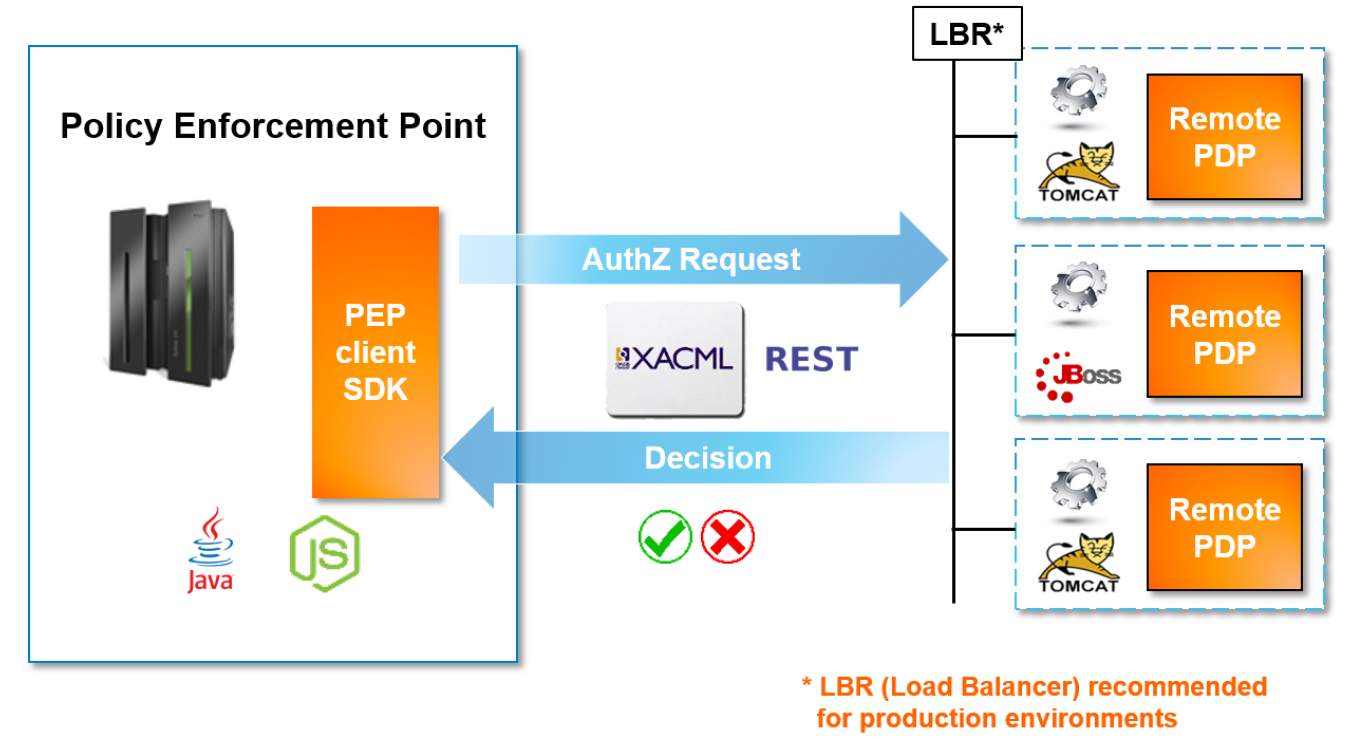 LBR*
Policy Enforcement Point
Remote
PDP
TOMCAT
AuthZ Request
PEP
client
SDK
XACML
REST
Remote
PDP
JBoss
Decision
Remote
PDP
TOMCAT
Java
JS
* LBR (Load Balancer) recommended
for production environments